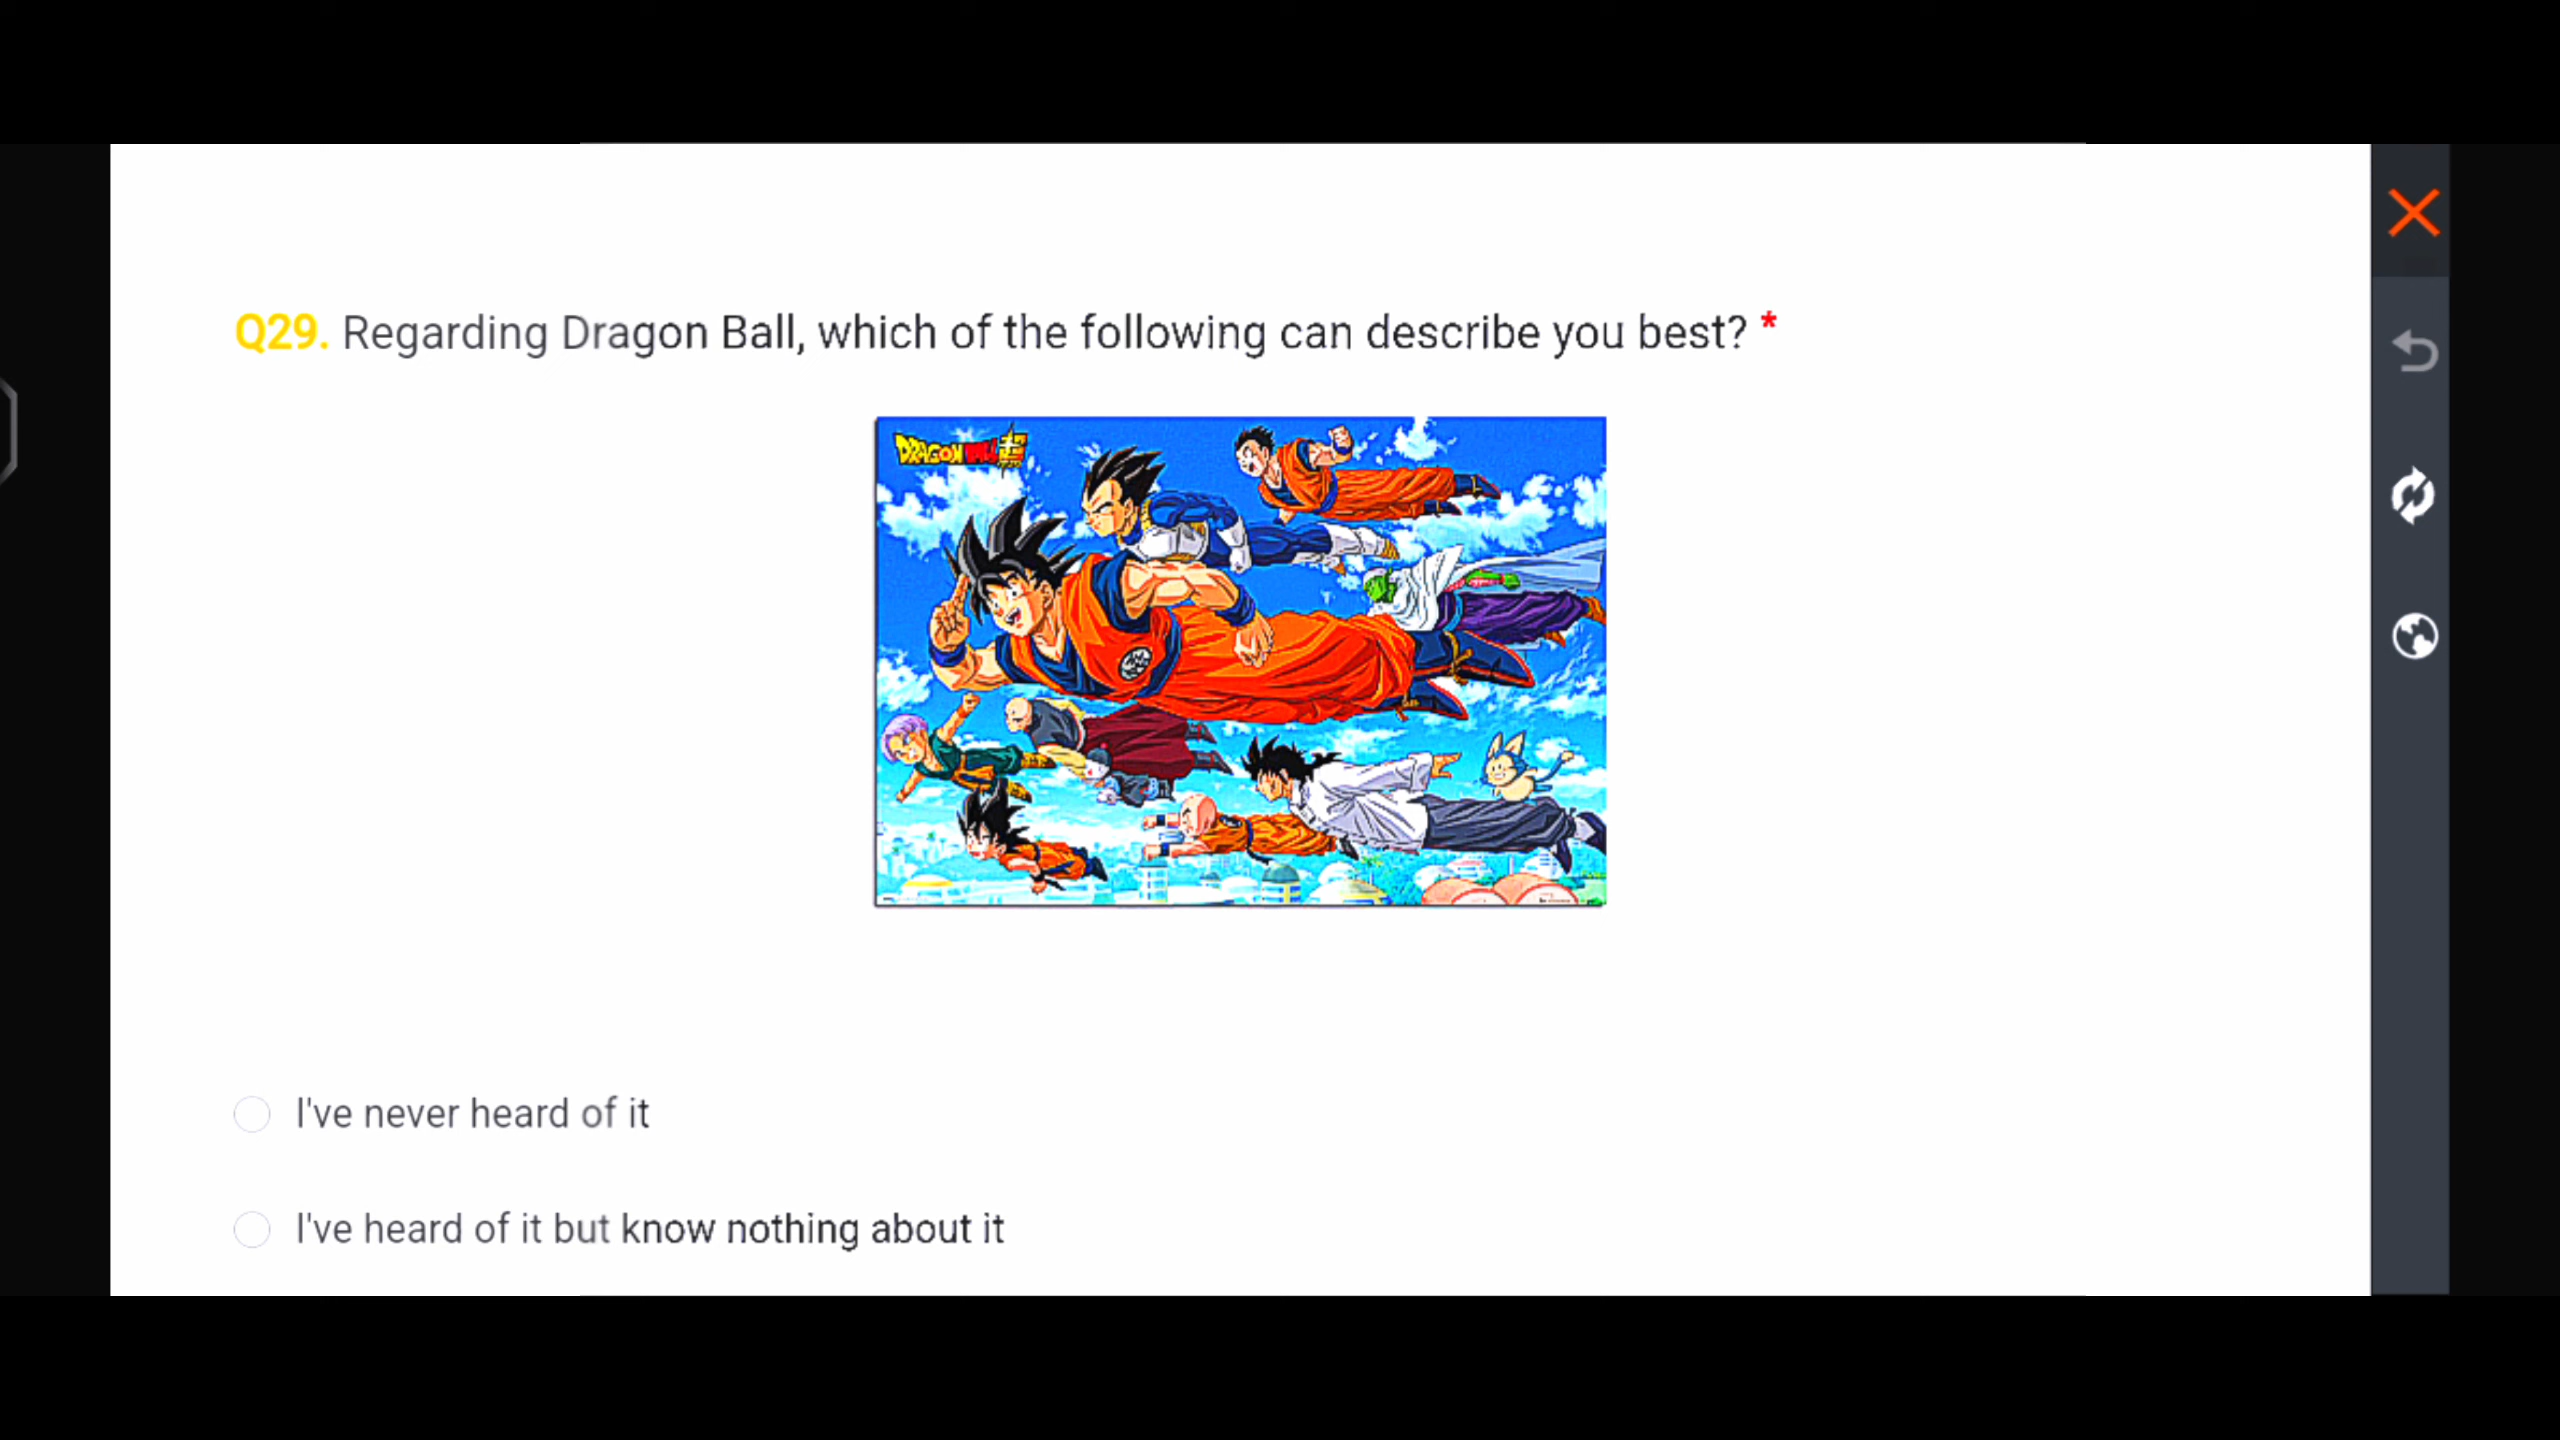 Q29. Regarding Dragon Ball, which of the following can describe you best? *
DRAGON BALL 超
I've never heard of it
I've heard of it but know nothing about it